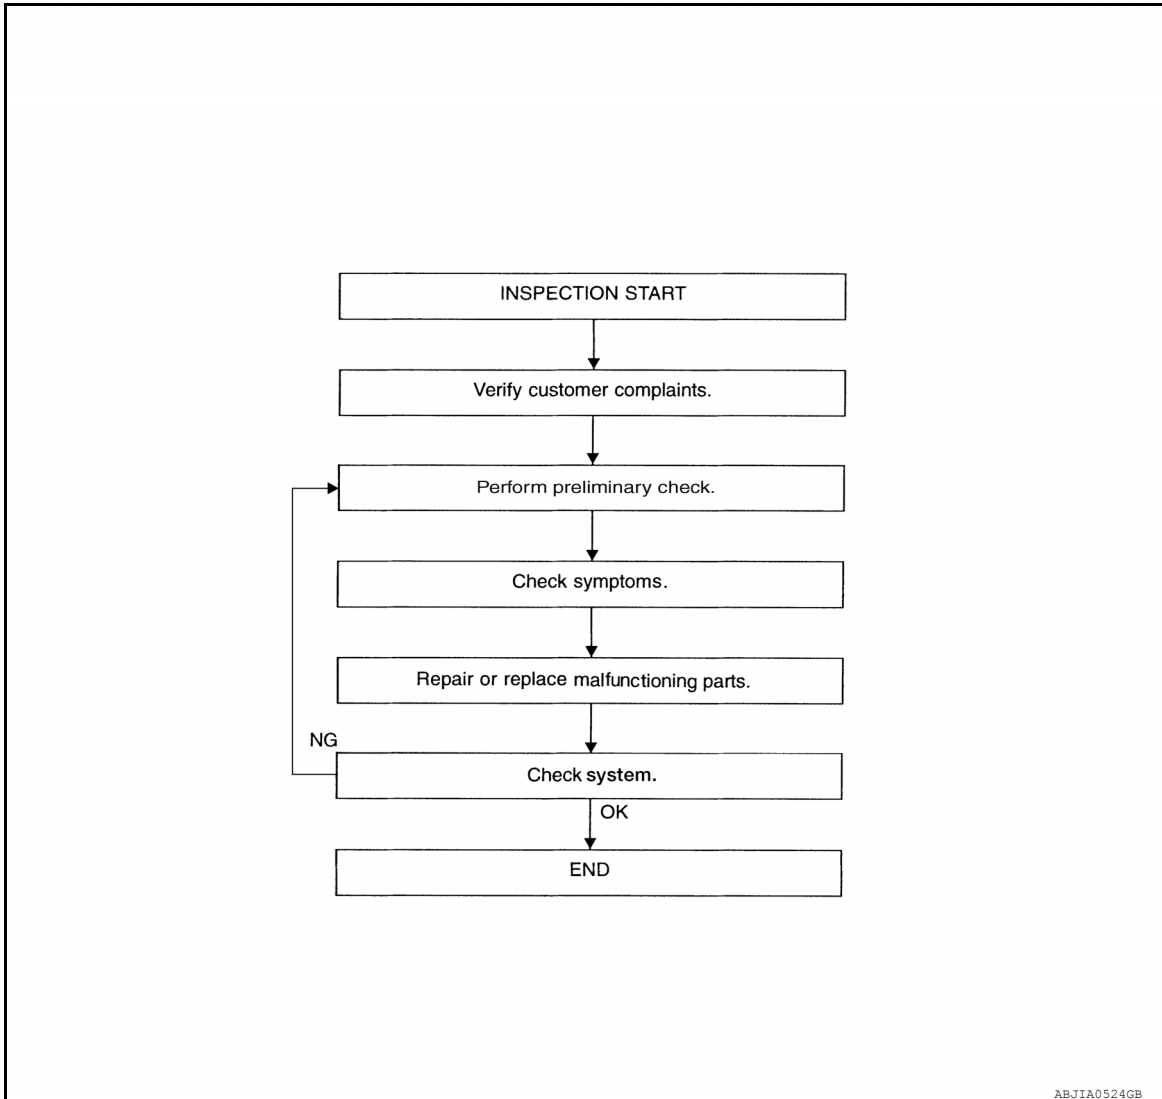 INSPECTION START
Verify customer complaints.
Perform preliminary check.
Check symptoms.
Repair or replace malfunctioning parts.
NG
Check system.
OK
END
ABJIA0524GB